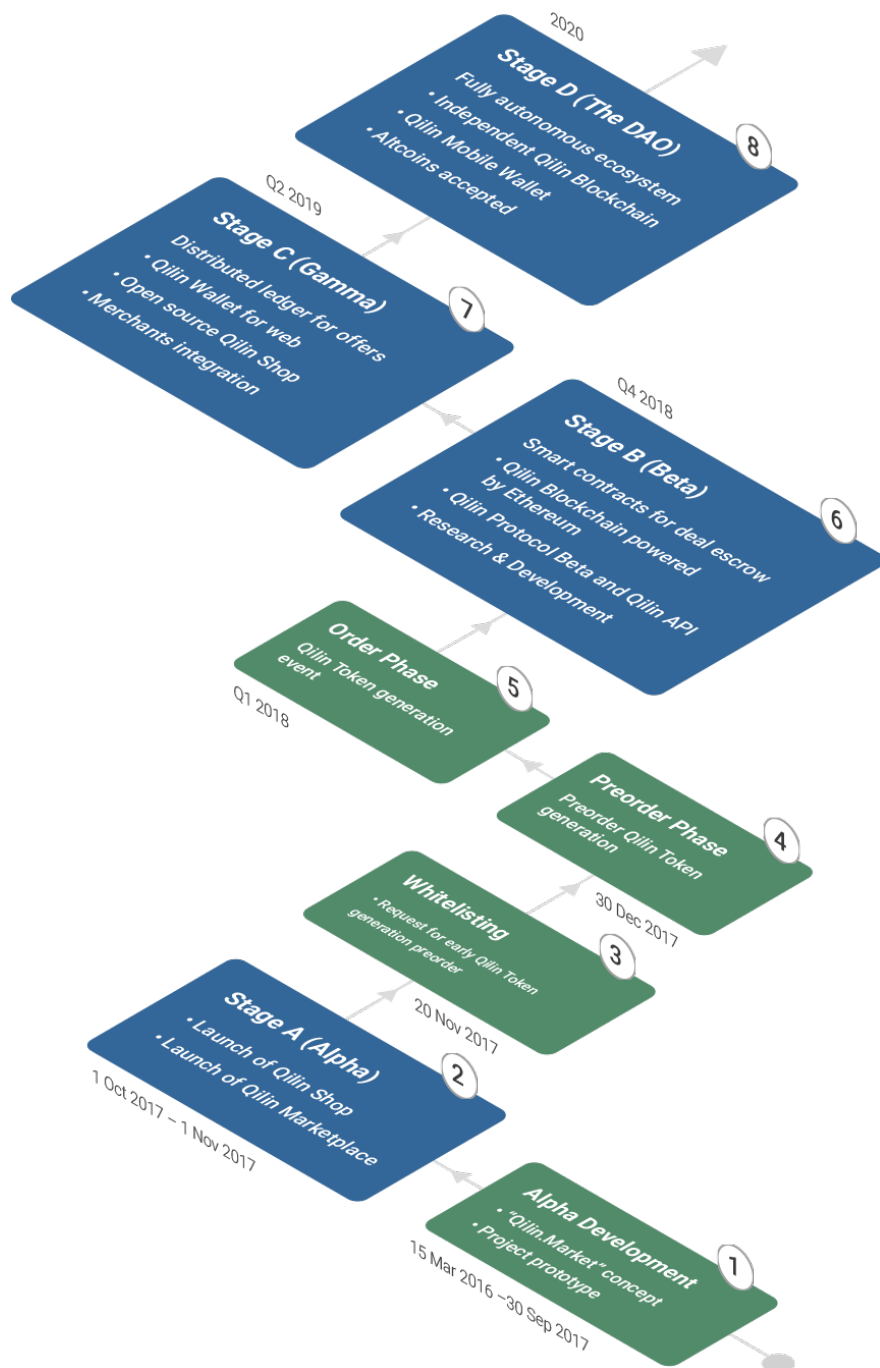 2020
Stage D (The DAO)
Fully autonomous ecosystem
• Independent Qilin Blockchain
• Qilin Mobile Wallet
• Altcoins accepted
8
Q2 2019
Stage C (Gamma)
Distributed ledger for offers
• Qilin Wallet for web
• Open source Qilin Shop
• Merchants integration
7
Q4 2018
Stage B (Beta)
Smart contracts for deal escrow
• Qilin Blockchain powered
by Ethereum
• Qilin Protocol Beta and Qilin API
• Research & Development
6
Order Phase
Qilin Token generation
event
5
Q1 2018
Preorder Phase
Preorder Qilin Token
generation
4
30 Dec 2017
Whitelisting
• Request for early Qilin Token
generation preorder
3
20 Nov 2017
Stage A (Alpha)
• Launch of Qilin Shop
• Launch of Qilin Marketplace
2
1 Oct 2017 – 1 Nov 2017
Alpha Development
• "Qilin.Market" concept
• Project prototype
1
15 Mar 2016 –30 Sep 2017